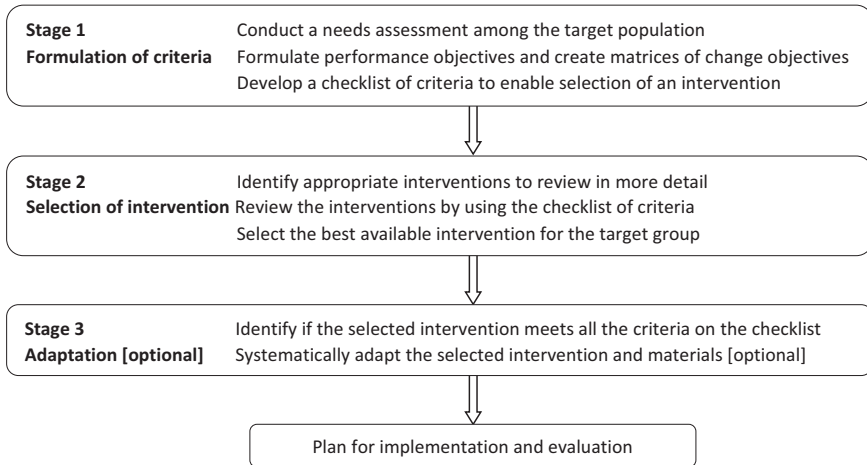 Stage 1 Conduct a needs assessment among the target population
Formulation of criteria Formulate performance objectives and create matrices of change objectives
Develop a checklist of criteria to enable selection of an intervention
Stage 2 Identify appropriate interventions to review in more detail
Selection of intervention Review the interventions by using the checklist of criteria
Select the best available intervention for the target group
Stage 3 Identify if the selected intervention meets all the criteria on the checklist
Adaptation [optional] Systematically adapt the selected intervention and materials [optional]
Plan for implementation and evaluation